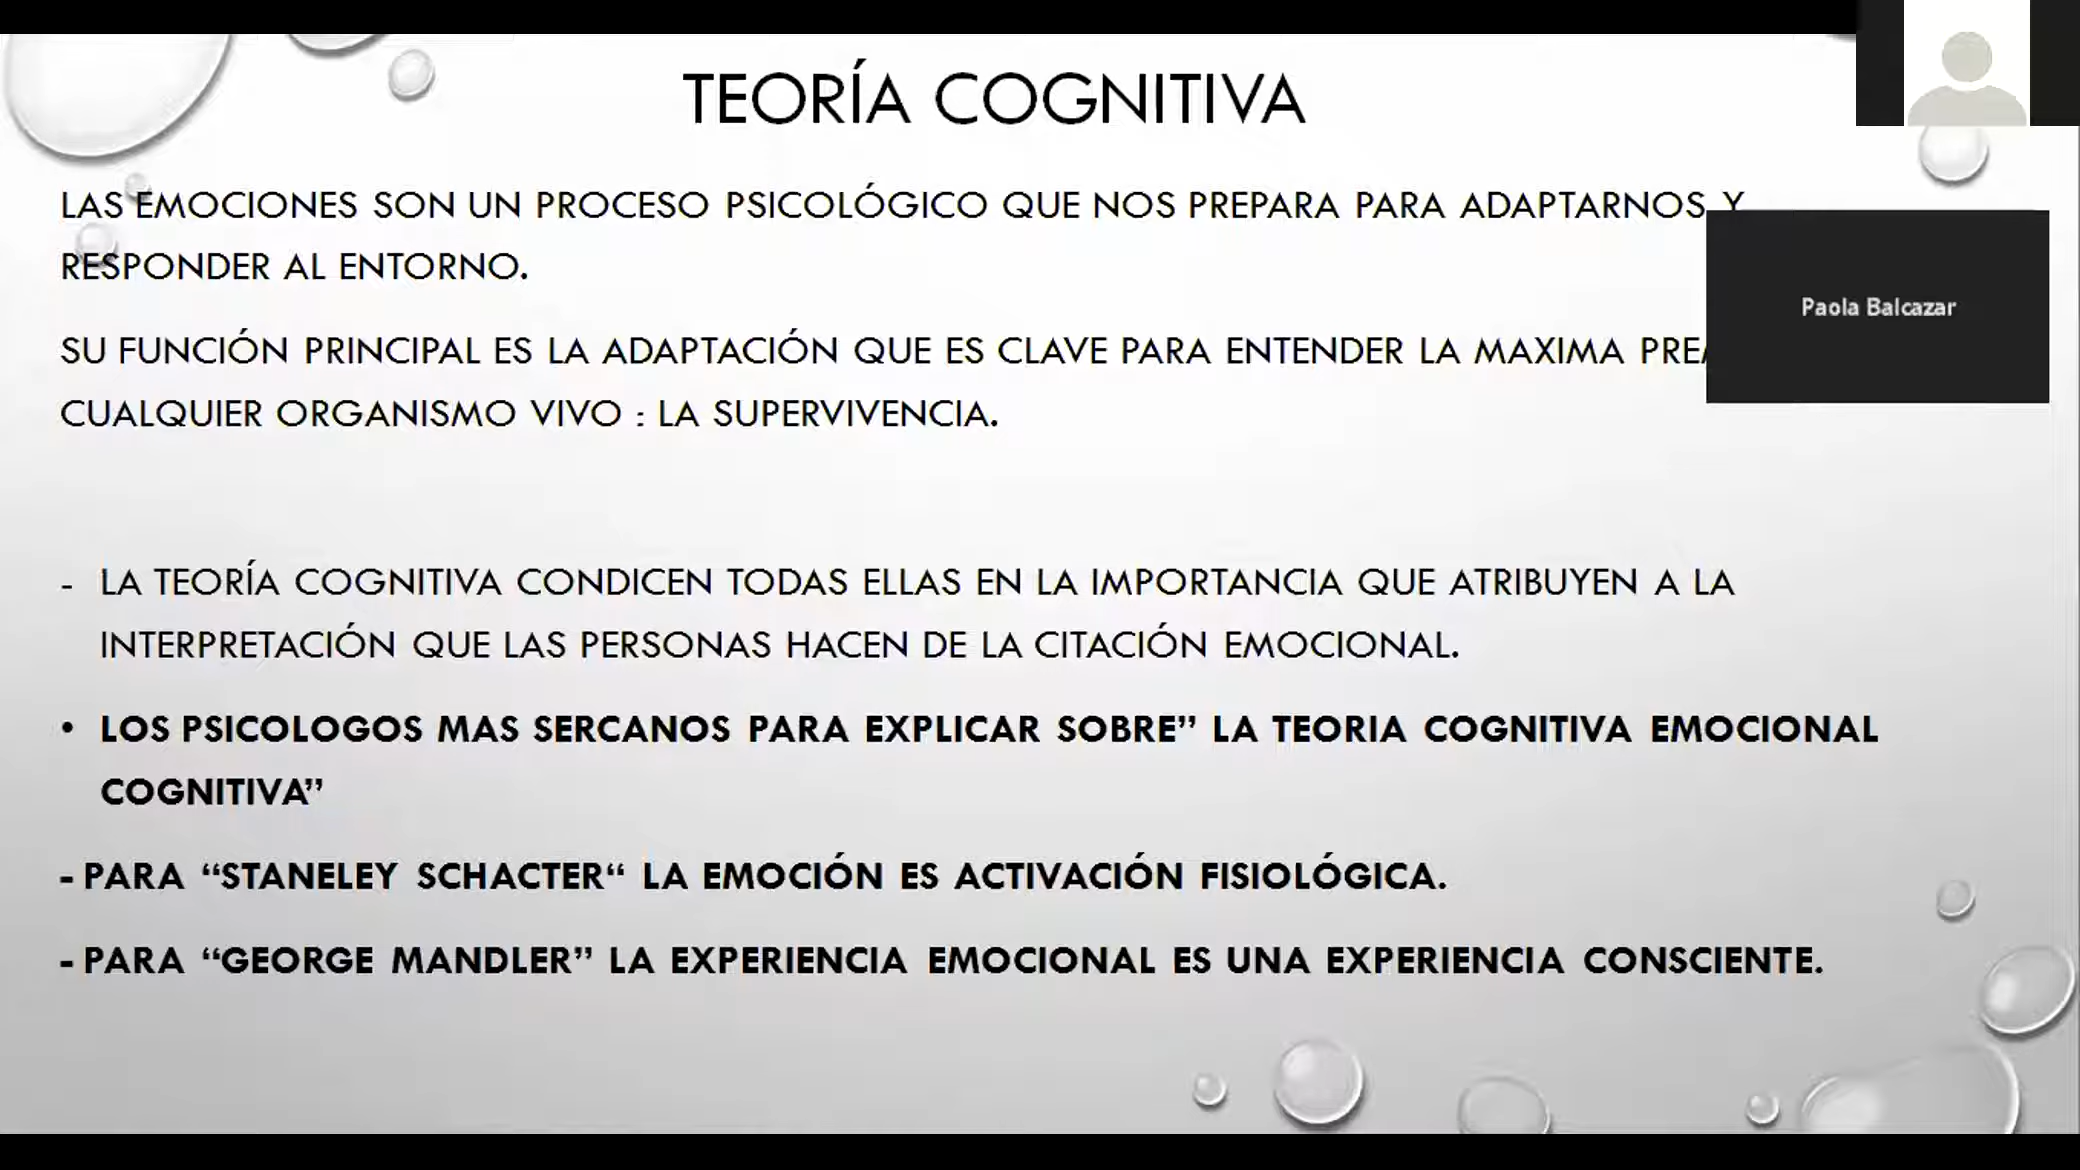 TEORÍA COGNITIVA
LAS EMOCIONES SON UN PROCESO PSICOLÓGICO QUE NOS PREPARA PARA ADAPTARNOS Y
RESPONDER AL ENTORNO.
Paola Balcazar
SU FUNCIÓN PRINCIPAL ES LA ADAPTACIÓN QUE ES CLAVE PARA ENTENDER LA MAXIMA
CUALQUIER ORGANISMO VIVO : LA SUPERVIVENCIA.
- LA TEORÍA COGNITIVA CONDICEN TODAS ELLAS EN LA IMPORTANCIA QUE ATRIBUYEN A LA
INTERPRETACIÓN QUE LAS PERSONAS HACEN DE LA CITACIÓN EMOCIONAL.
• LOS PSICOLOGOS MAS SERCANOS PARA EXPLICAR SOBRE” LA TEORIA COGNITIVA EMOCIONAL
COGNITIVA”
- PARA “STANELEY SCHACTER“ LA EMOCIÓN ES ACTIVACIÓN FISIOLÓGICA.
- PARA “GEORGE MANDLER” LA EXPERIENCIA EMOCIONAL ES UNA EXPERIENCIA CONSCIENTE.